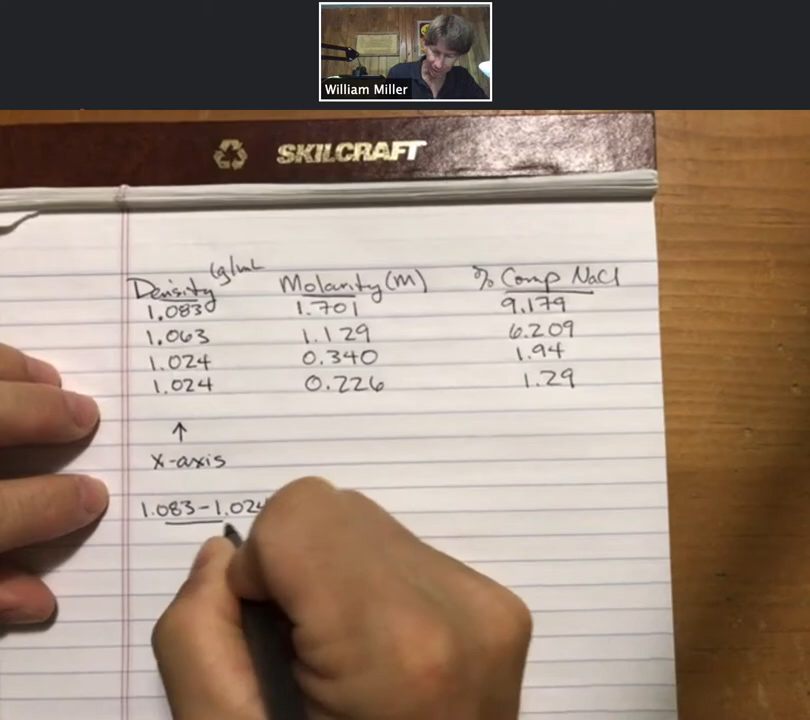 William Miller
SKILCRAFT
Density (g/mL Molarity (M) % Comp NaCl
1.083 1.701 9.179
1.063 1.129 6.209
1.024 0.340 1.94
1.024 0.226 1.29
↑
X-axis
1.083-1.024